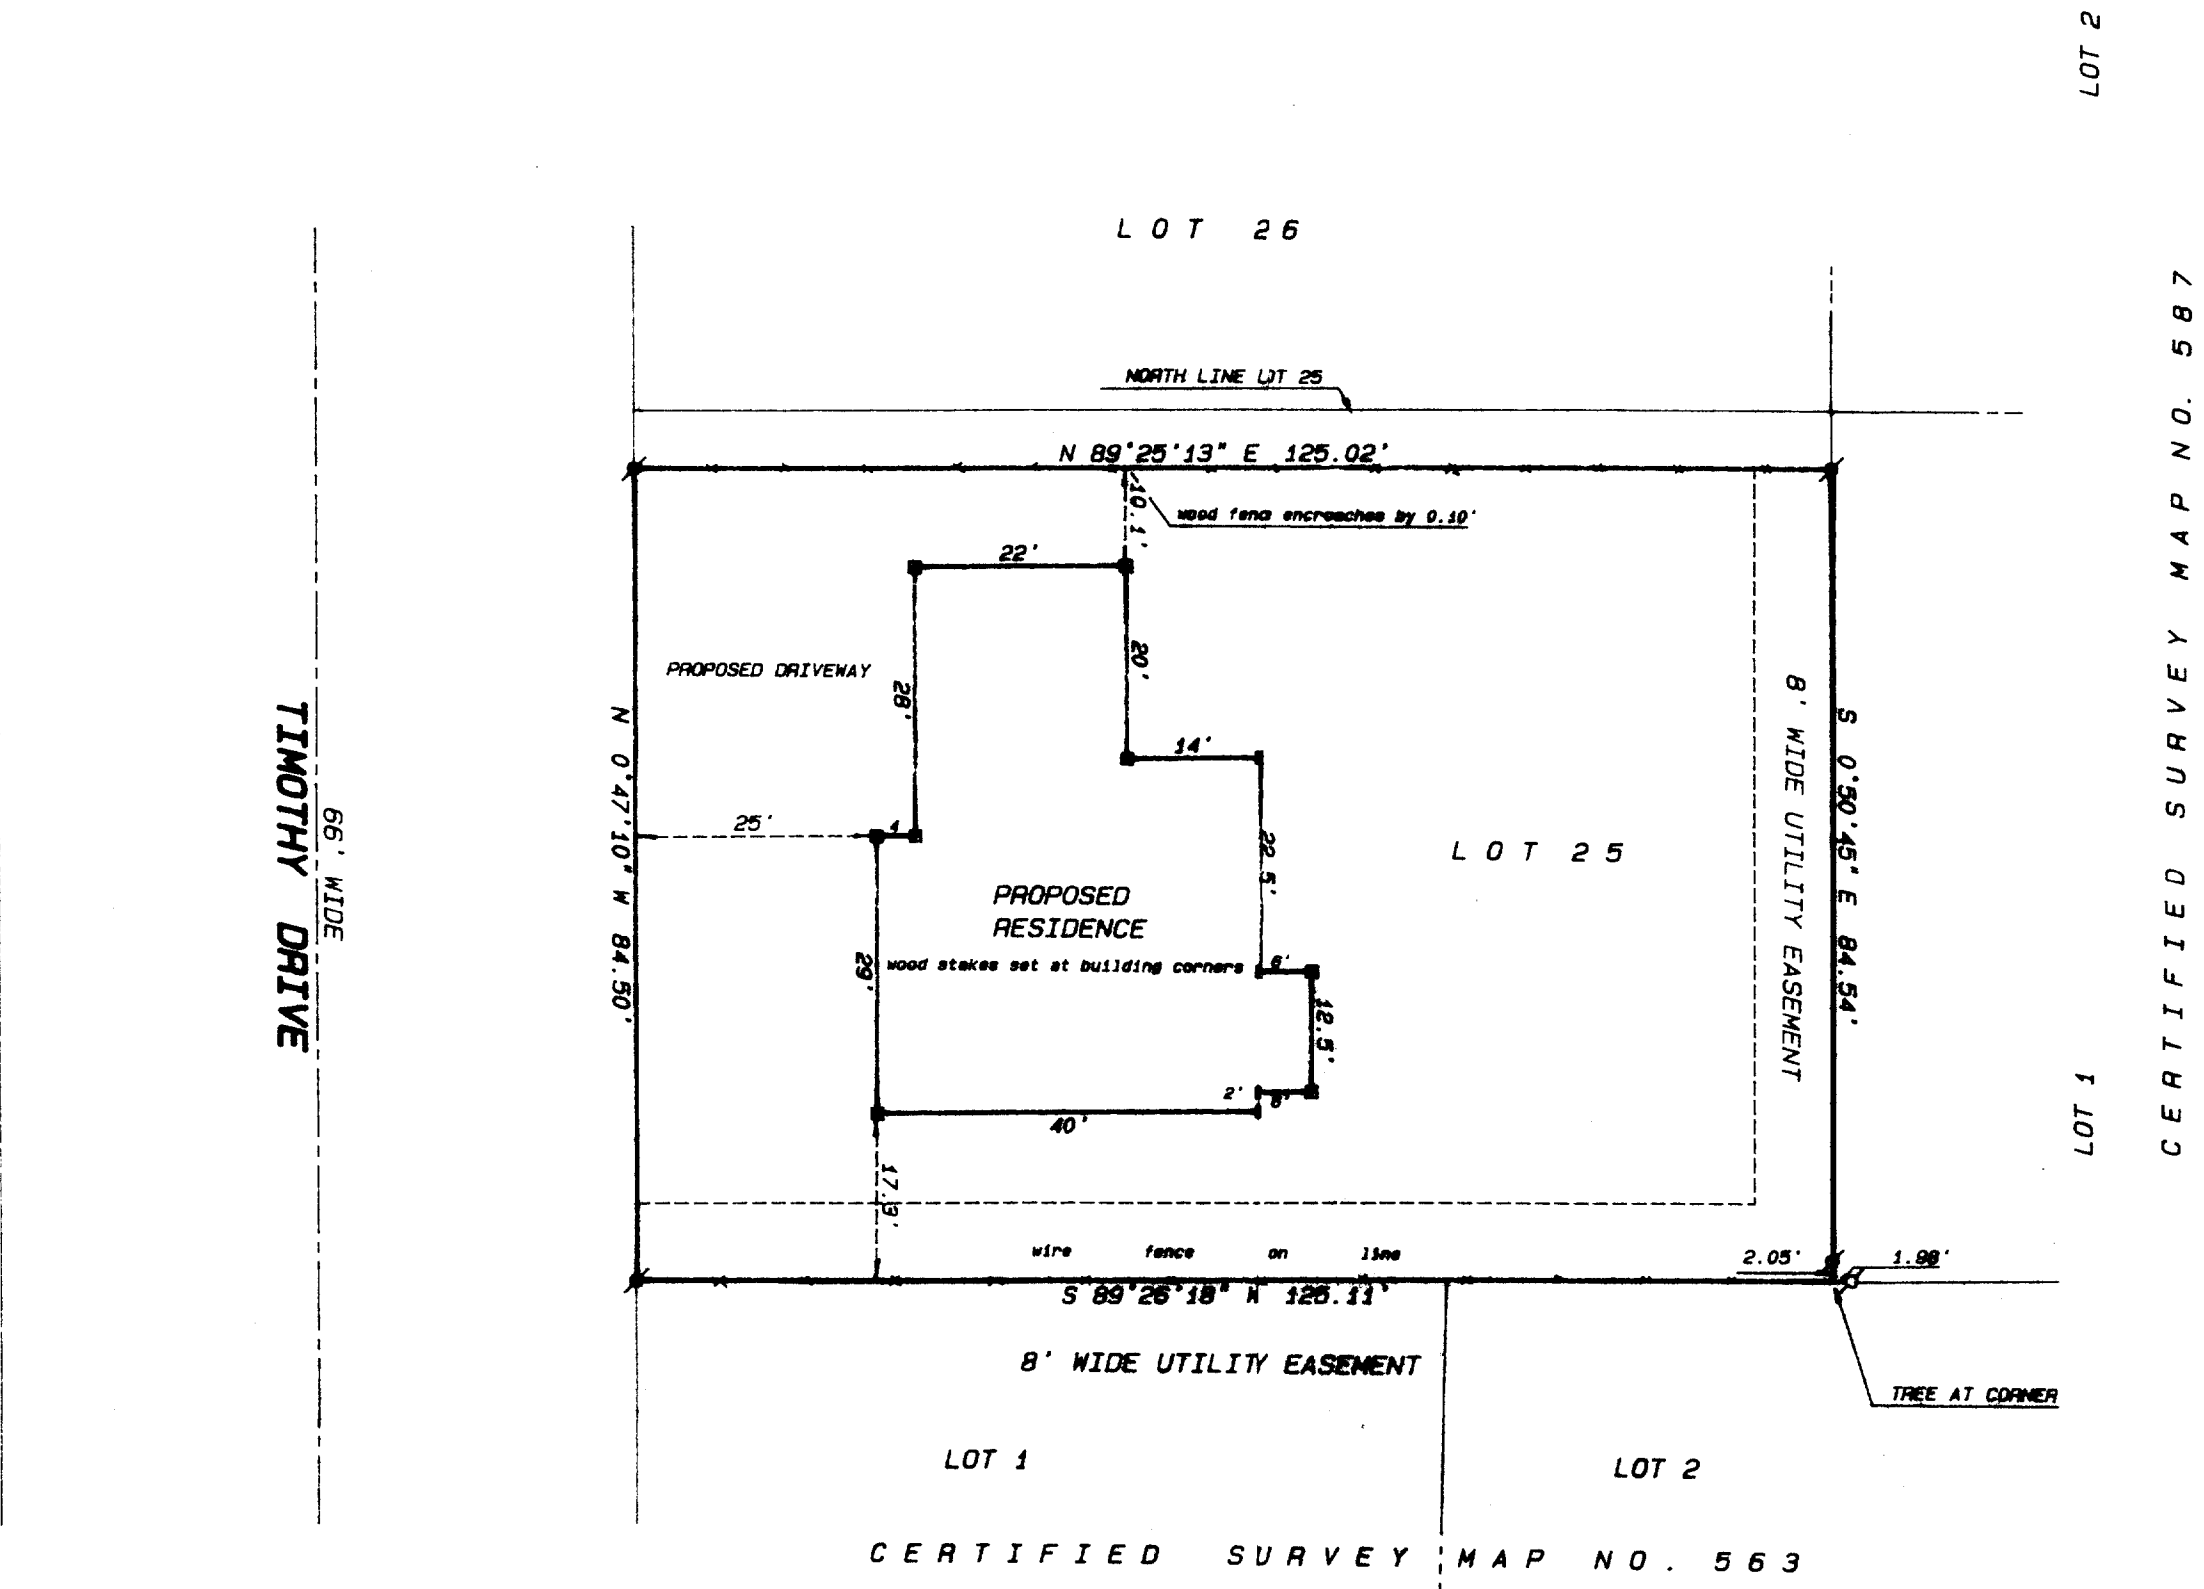 LOT 2
LOT 26
CERTIFIED SURVEY MAP NO. 587
NORTH LINE LOT 25
N 89°25'13" E 125.02'
10.1'
wood fence encroaches by 0.10'
22'
20'
PROPOSED DRIVEWAY
28'
14'
8' WIDE UTILITY EASEMENT
S 0°50'45" E 84.54'
N 0°47'10" W 84.50'
TIMOTHY DRIVE
66' WIDE
25'
4
22.5'
LOT 25
PROPOSED
RESIDENCE
wood stakes set at building corners
29'
6'
12.5'
2'
6'
40'
LOT 1
17.3'
wire fence on line
2.05'
1.98'
S 89°26'18" W 125.11'
8' WIDE UTILITY EASEMENT
TREE AT CORNER
LOT 1
LOT 2
CERTIFIED SURVEY MAP NO. 563